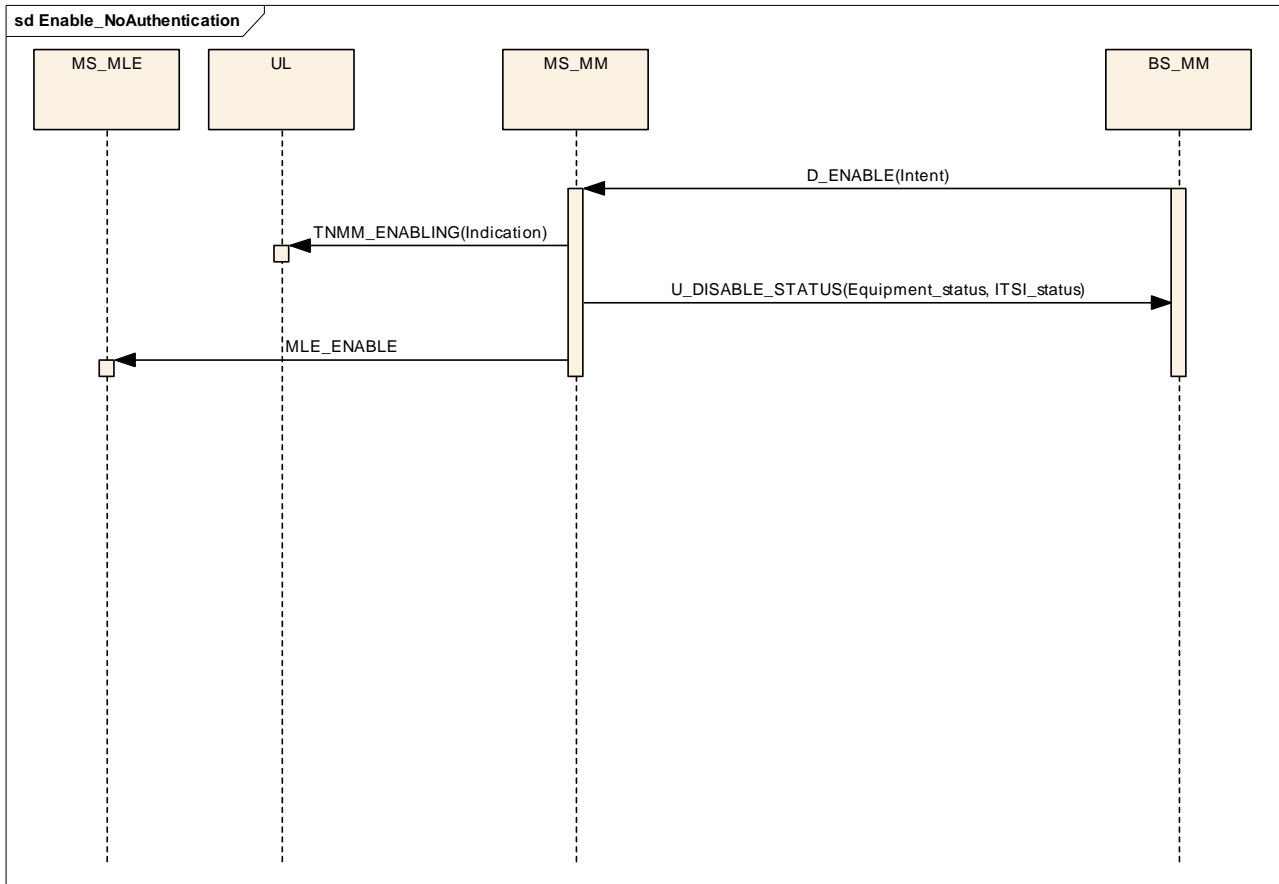 sd Enable_NoAuthentication
MS_MLE
UL
MS_MM
BS_MM
D_ENABLE(Intent)
TNMM_ENABLING(Indication)
U_DISABLE_STATUS(Equipment_status, ITSI_status)
MLE_ENABLE